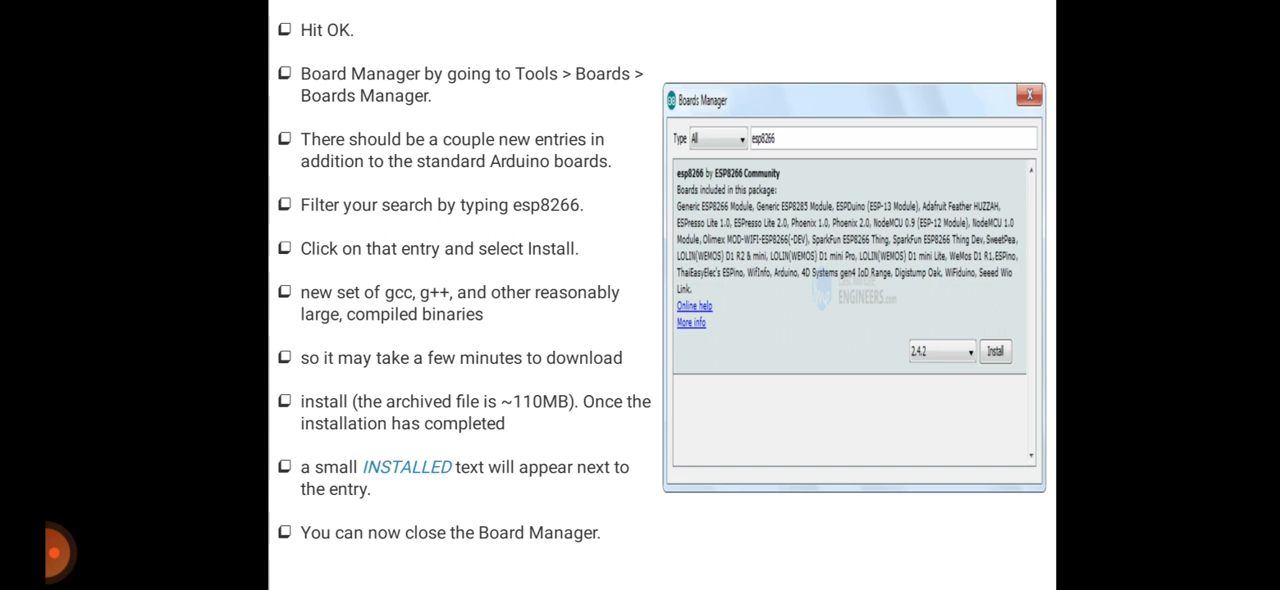 Hit OK.
Board Manager by going to Tools > Boards >
Boards Manager.
There should be a couple new entries in
addition to the standard Arduino boards.
Filter your search by typing esp8266.
Click on that entry and select Install.
new set of gcc, g++, and other reasonably
large, compiled binaries
so it may take a few minutes to download
install (the archived file is ~110MB). Once the
installation has completed
a small INSTALLED text will appear next to
the entry.
You can now close the Board Manager.
Boards Manager
X
Type All esp8266
esp8266 by ESP8266 Community
Boards included in this package:
Generic ESP8266 Module, Generic ESP8285 Module, ESPDuino (ESP-13 Module), Adafruit Feather HUZZAH,
ESPresso Lite 1.0, ESPresso Lite 2.0, Phoenix 1.0, Phoenix 2.0, NodeMCU 0.9 (ESP-12 Module), NodeMCU 1.0
Module, Olimex MOD-WIFI-ESP8266(-DEV), SparkFun ESP8266 Thing, SparkFun ESP8266 Thing Dev, SweetPea,
LOLIN(WEMOS) D1 R2 & mini, LOLIN(WEMOS) D1 mini Pro, LOLIN(WEMOS) D1 mini Lite, WeMos D1 R1, ESPino,
ThaiEasyElec's ESPino, WifInfo, Arduino, 4D Systems gen4 IoD Range, Digistump Oak, WiFiduino, Seeed Wio
Link.
ENGINEERS.com
Online help
More info
2.4.2 Install